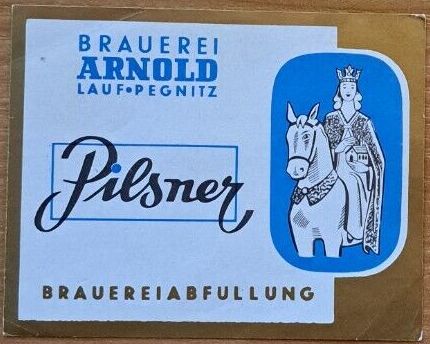 BRAUEREI
ARNOLD
LAUF•PEGNITZ
Pilsner
BRAUEREIABFULLUNG